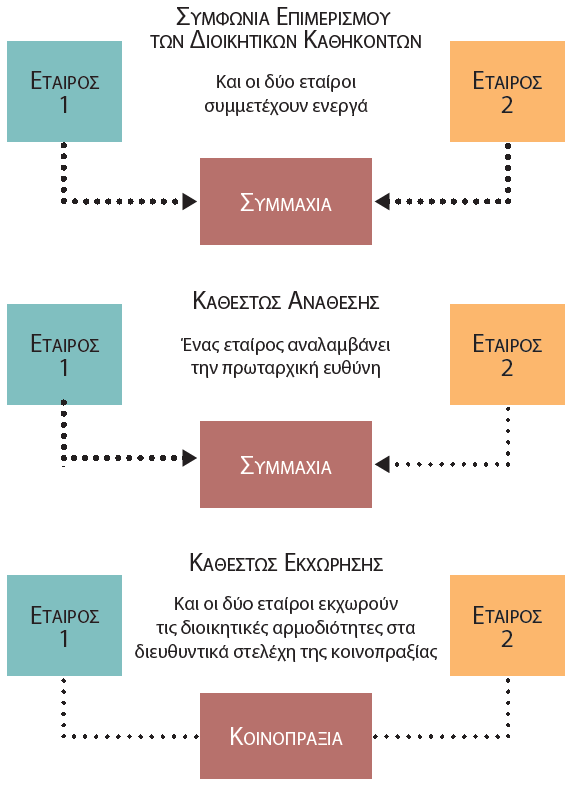 ΣΥΜΦΩΝΙΑ ΕΠΙΜΕΡΙΣΜΟΥ
ΤΩΝ ΔΙΟΙΚΗΤΙΚΩΝ ΚΑΘΗΚΟΝΤΩΝ
ΕΤΑΙΡΟΣ
1
Και οι δύο εταίροι
συμμετέχουν ενεργά
ΕΤΑΙΡΟΣ
2
ΣΥΜΜΑΧΙΑ
ΚΑΘΕΣΤΩΣ ΑΝΑΘΕΣΗΣ
ΕΤΑΙΡΟΣ
1
Ένας εταίρος αναλαμβάνει
την πρωταρχική ευθύνη
ΕΤΑΙΡΟΣ
2
ΣΥΜΜΑΧΙΑ
ΚΑΘΕΣΤΩΣ ΕΚΧΩΡΗΣΗΣ
ΕΤΑΙΡΟΣ
1
Και οι δύο εταίροι εκχωρούν
τις διοικητικές αρμοδιότητες στα
διευθυντικά στελέχη της κοινοπραξίας
ΕΤΑΙΡΟΣ
2
ΚΟΙΝΟΠΡΑΞΙΑ